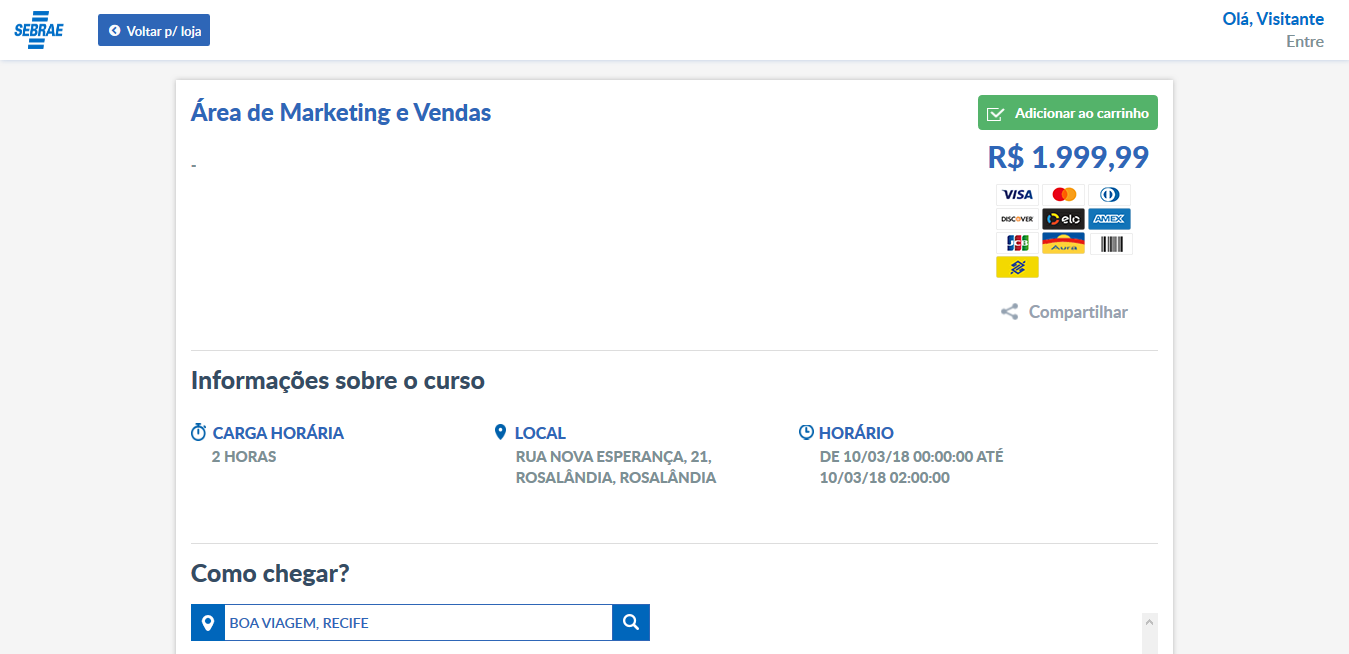 SEBRAE
Voltar p/ loja
Olá, Visitante
Entre
Área de Marketing e Vendas
-
Adicionar ao carrinho
R$ 1.999,99
VISA
DISCOVER elo AMEX
JCB Aura
Compartilhar
Informações sobre o curso
CARGA HORÁRIA
2 HORAS
LOCAL
RUA NOVA ESPERANÇA, 21,
ROSALÂNDIA, ROSALÂNDIA
HORÁRIO
DE 10/03/18 00:00:00 ATÉ
10/03/18 02:00:00
Como chegar?
BOA VIAGEM, RECIFE